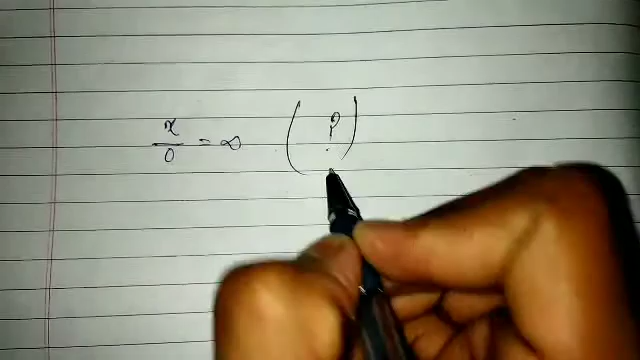 x/0 = ∞ (?)